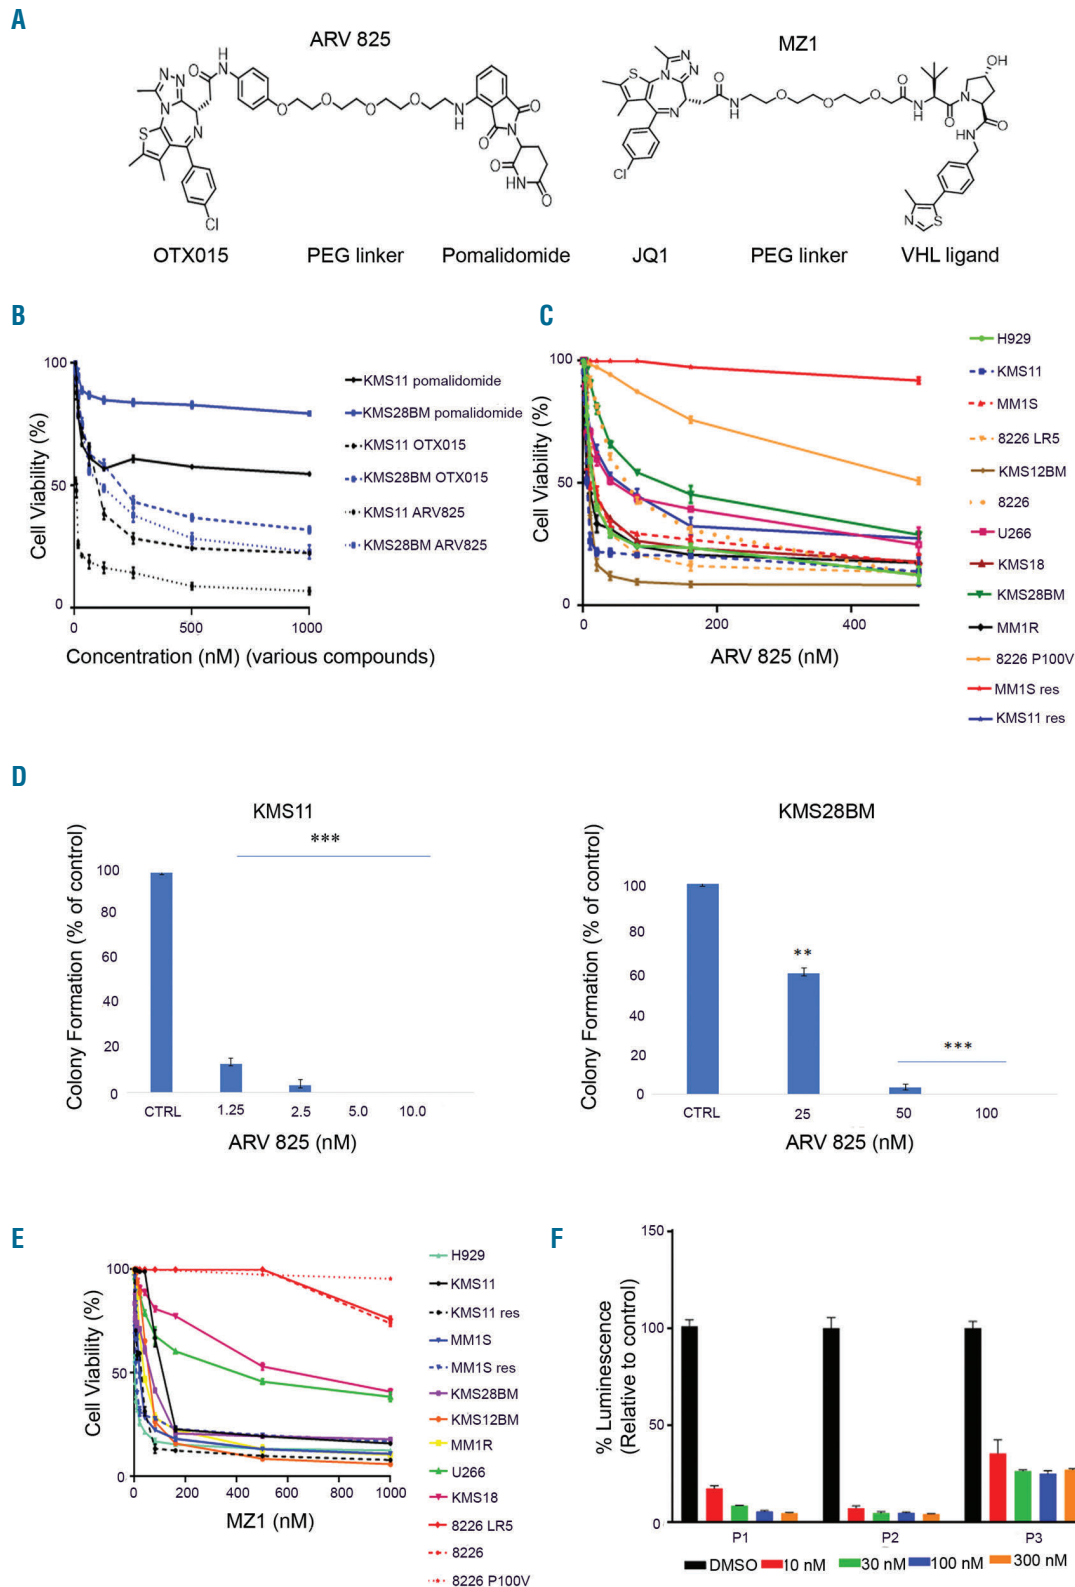 A
ARV 825
MZ1
OTX015 PEG linker Pomalidomide JQ1 PEG linker VHL ligand
B
Cell Viability (%)
100
50
0
0 500 1000
Concentration (nM) (various compounds)
KMS11 pomalidomide
KMS28BM pomalidomide
KMS11 OTX015
KMS28BM OTX015
KMS11 ARV825
KMS28BM ARV825
C
Cell Viability (%)
100
50
0
0 200 400
ARV 825 (nM)
H929
KMS11
MM1S
8226 LR5
KMS12BM
8226
U266
KMS18
KMS28BM
MM1R
8226 P100V
MM1S res
KMS11 res
D
KMS11
***
Colony Formation (% of control)
100
80
60
40
20
0
CTRL 1.25 2.5 5.0 10.0
ARV 825 (nM)
KMS28BM
Colony Formation (% of control)
100
80
60
40
20
0
**
***
CTRL 25 50 100
ARV 825 (nM)
E
Cell Viability (%)
100
50
0
0 200 400 600 800 1000
MZ1 (nM)
H929
KMS11
KMS11 res
MM1S
MM1S res
KMS28BM
KMS12BM
MM1R
U266
KMS18
8226 LR5
8226
8226 P100V
F
% Luminescence
(Relative to control)
150
100
50
0
P1 P2 P3
DMSO 10 nM 30 nM 100 nM 300 nM